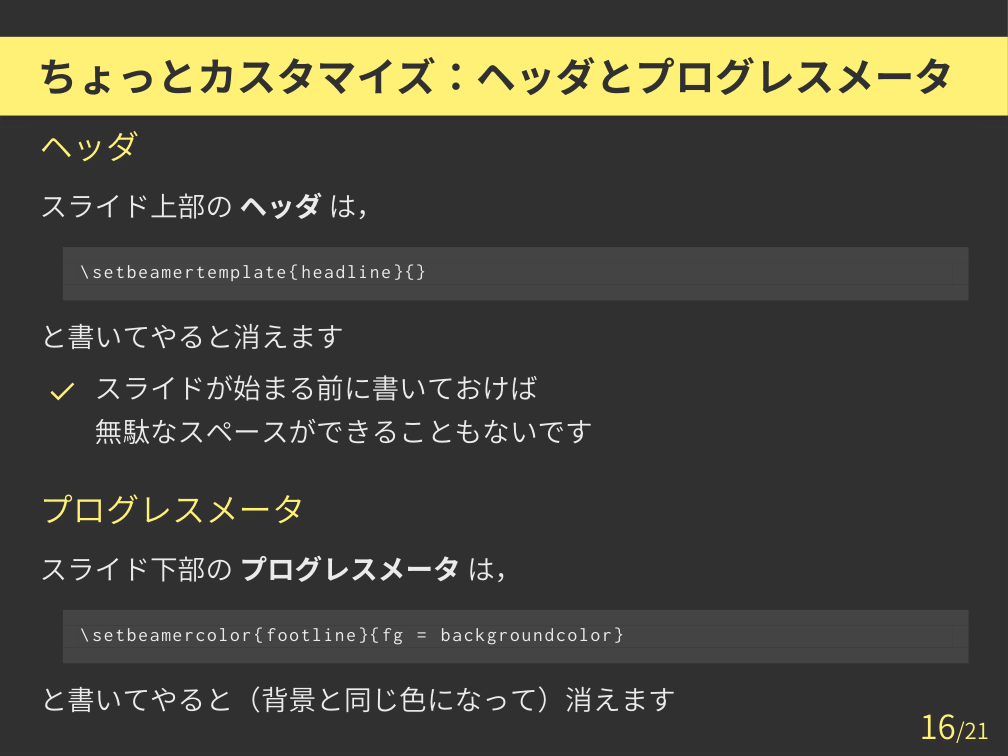 ちょっとカスタマイズ：ヘッダとプログレスメータ
ヘッダ
スライド上部の ヘッダ は，
\setbeamertemplate{headline}{}
と書いてやると消えます
スライドが始まる前に書いておけば
無駄なスペースができることもないです
プログレスメータ
スライド下部の プログレスメータ は，
\setbeamercolor{footline}{fg = backgroundcolor}
と書いてやると（背景と同じ色になって）消えます
16/21